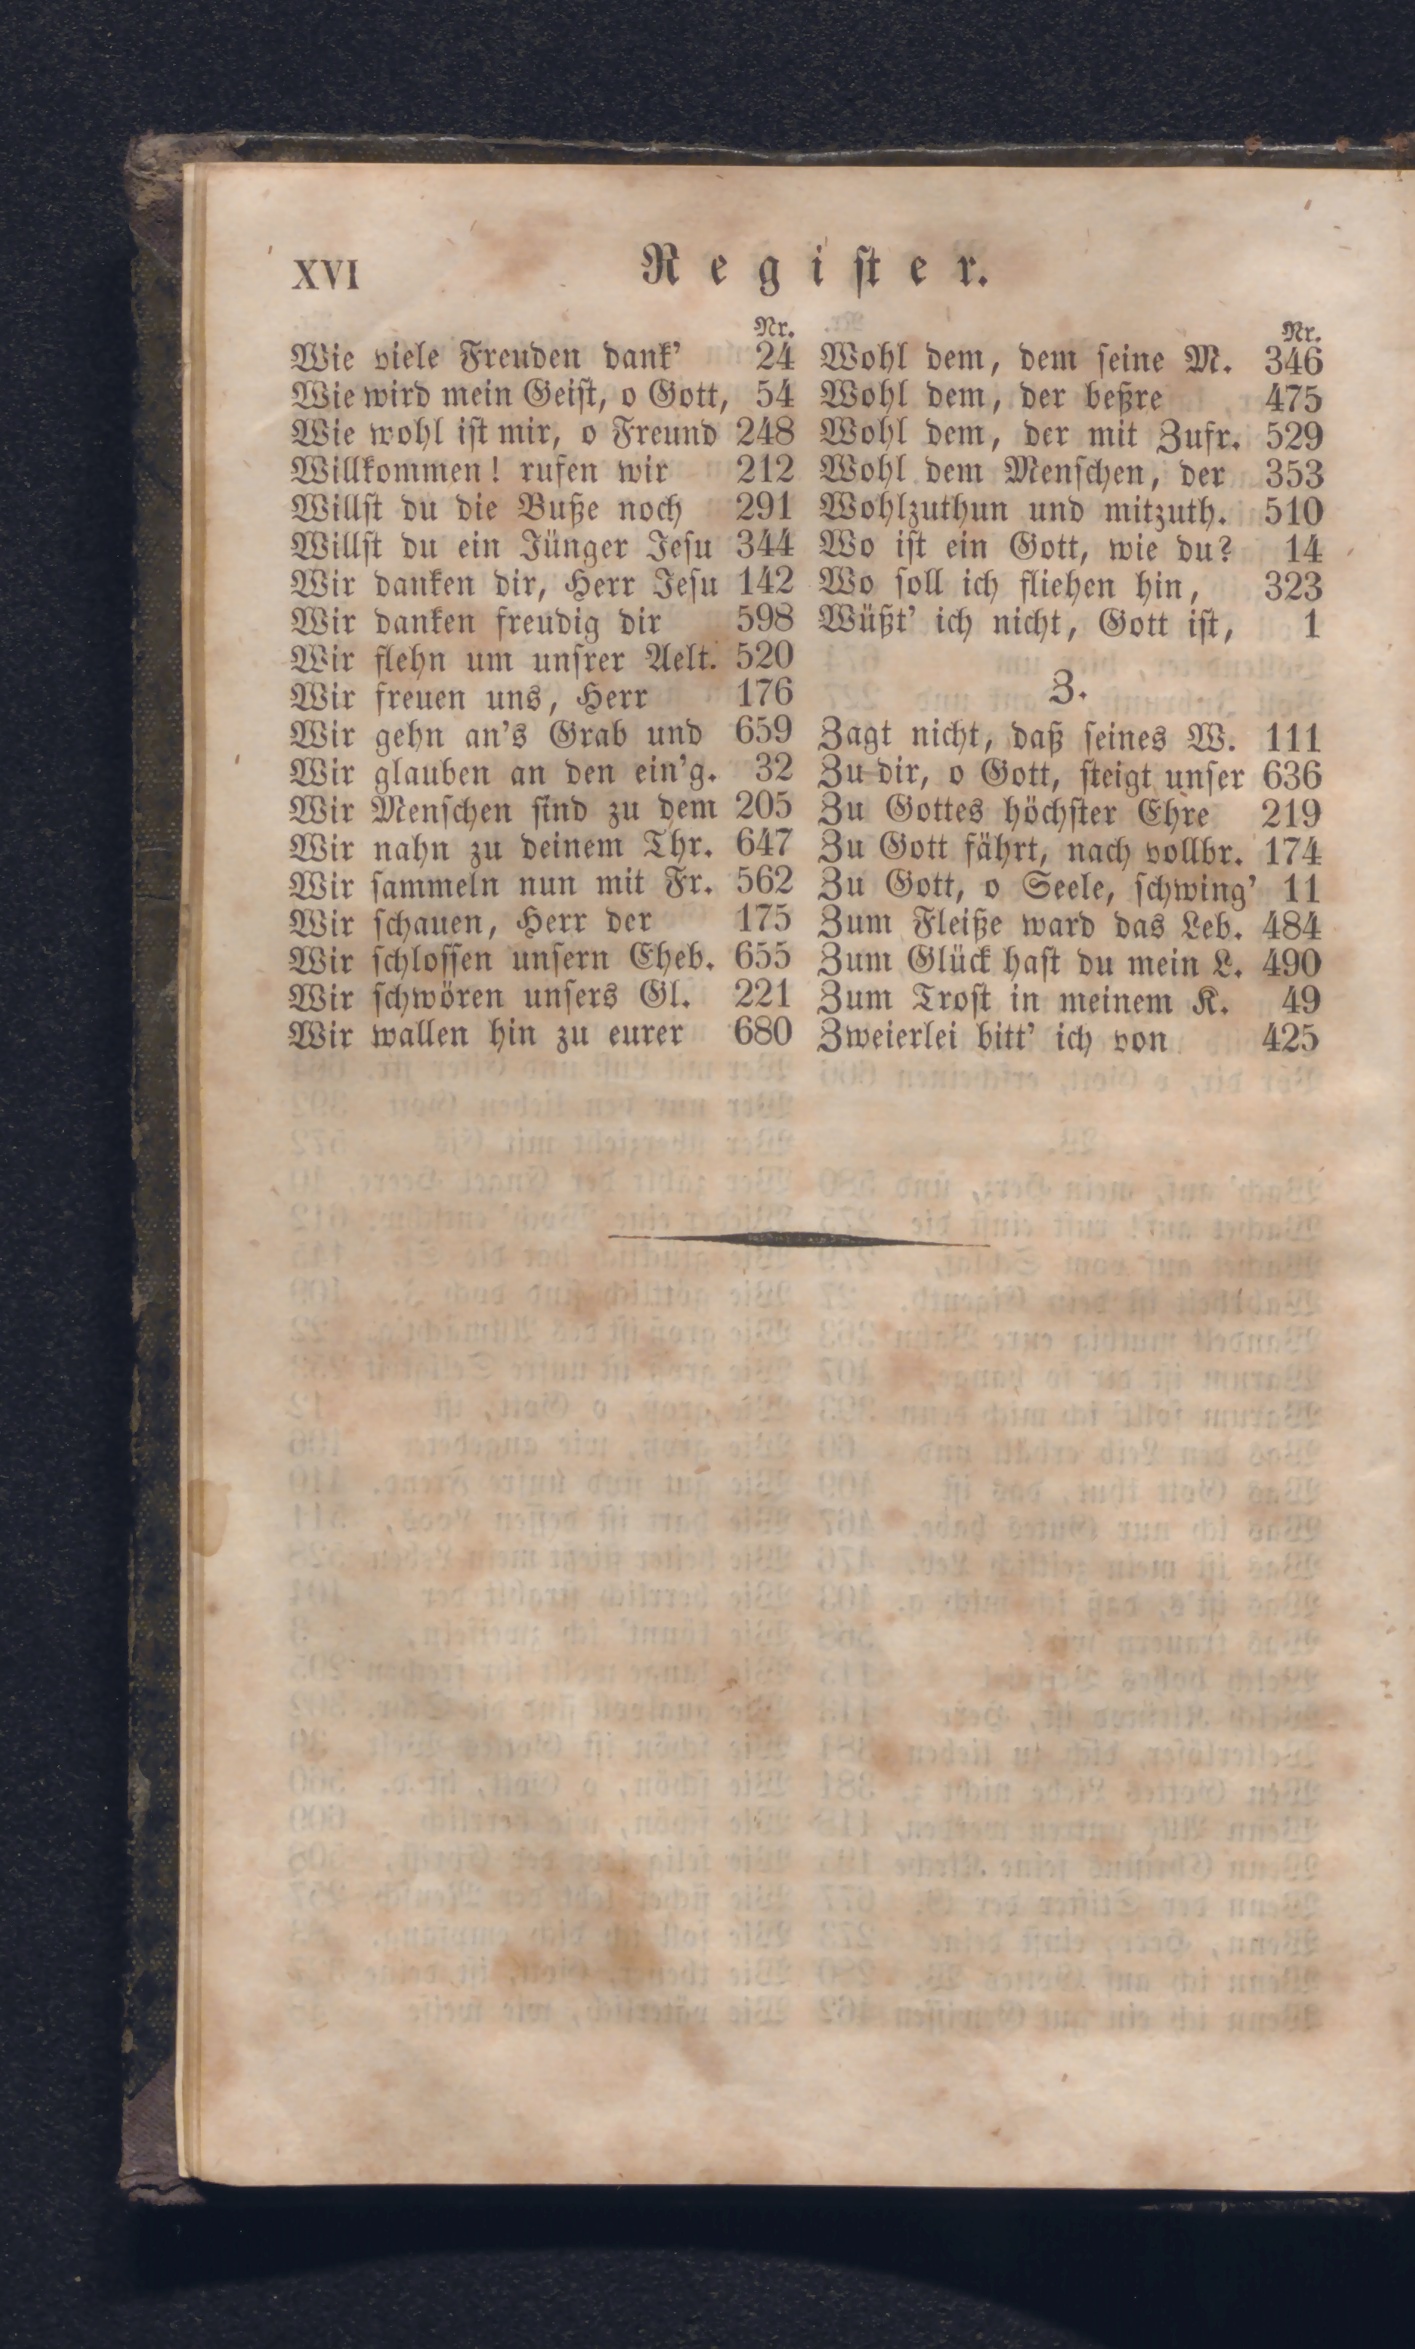 XVI Regiſter.
Nr.
Wie viele Freuden dank' 24
Wie wird mein Geiſt, o Gott, 54
Wie wohl iſt mir, o Freund 248
Willkommen! rufen wir 212
Willſt du die Buße noch 291
Willſt du ein Jünger Jeſu 344
Wir danken dir, Herr Jeſu 142
Wir danken freudig dir 598
Wir flehn um unſrer Aelt. 520
Wir freuen uns, Herr 176
Wir gehn an's Grab und 659
Wir glauben an den ein'g. 32
Wir Menſchen ſind zu dem 205
Wir nahn zu deinem Thr. 647
Wir ſammeln nun mit Fr. 562
Wir ſchauen, Herr der 175
Wir ſchloſſen unſern Eheb. 655
Wir ſchwören unſers Gl. 221
Wir wallen hin zu eurer 680
Nr.
Wohl dem, dem ſeine M. 346
Wohl dem, der beßre 475
Wohl dem, der mit Zufr. 529
Wohl dem Menſchen, der 353
Wohlzuthun und mitzuth. 510
Wo iſt ein Gott, wie du? 14
Wo ſoll ich fliehen hin, 323
Wüßt' ich nicht, Gott iſt, 1
Z.
Zagt nicht, daß ſeines W. 111
Zu dir, o Gott, ſteigt unſer 636
Zu Gottes höchſter Ehre 219
Zu Gott fährt, nach vollbr. 174
Zu Gott, o Seele, ſchwing' 11
Zum Fleiße ward das Leb. 484
Zum Glück haſt du mein L. 490
Zum Troſt in meinem K. 49
Zweierlei bitt' ich von 425